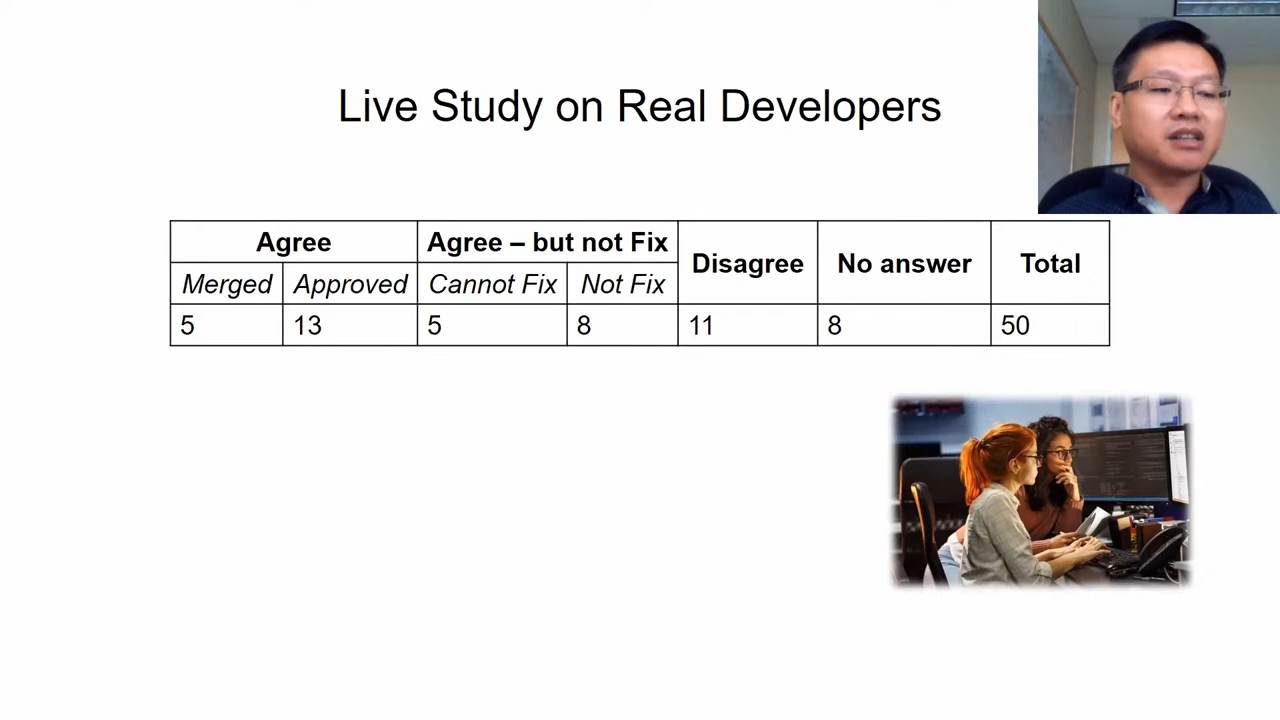 Live Study on Real Developers
Agree
Agree – but not Fix
Disagree
No answer
Total
Merged
Approved
Cannot Fix
Not Fix
5
13
5
8
11
8
50